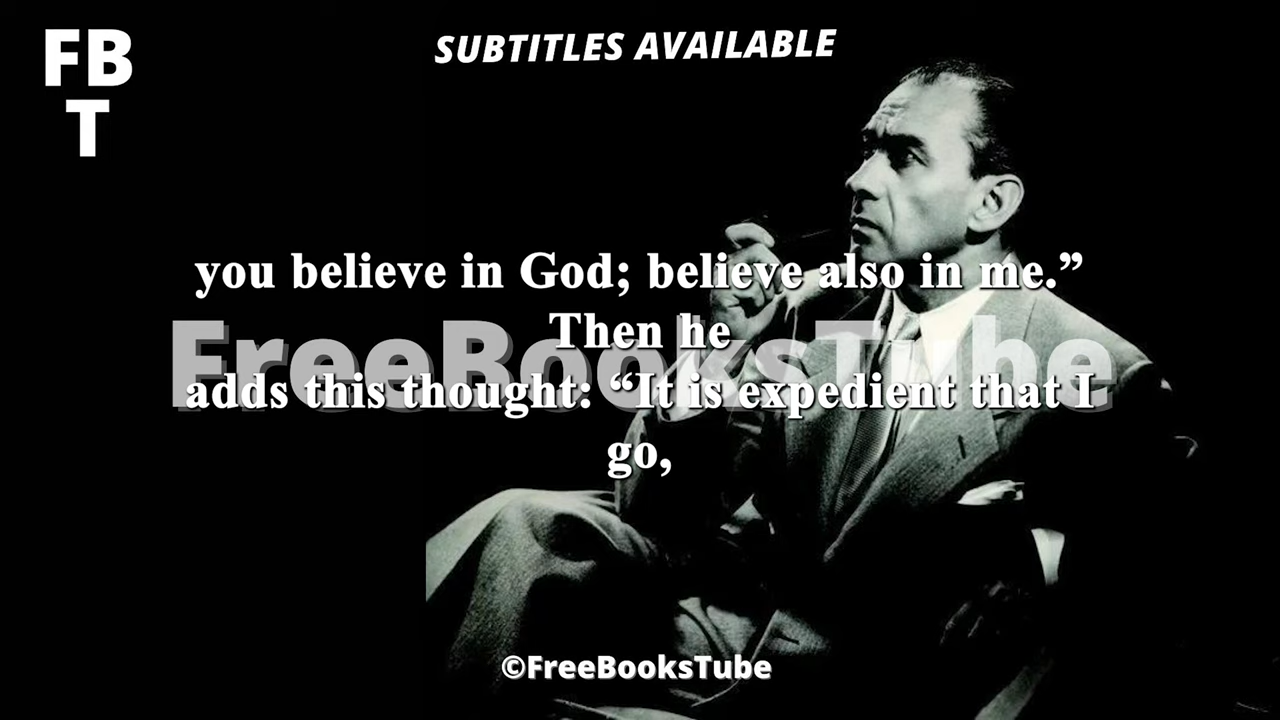 FB
T
SUBTITLES AVAILABLE
you believe in God; believe also in me.”
Then he
FreeBooksTube
adds this thought: “It is expedient that I
go,
©FreeBooksTube